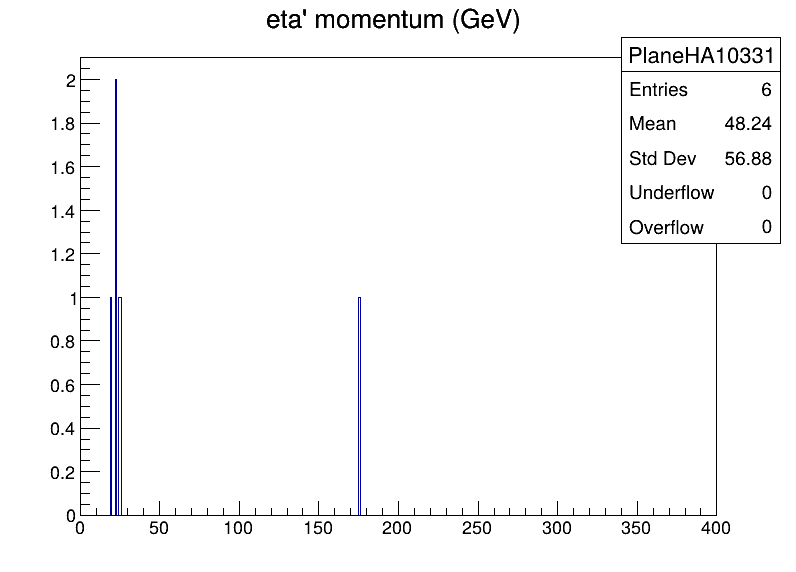 eta' momentum (GeV)
PlaneHA10331
Entries 6
Mean 48.24
Std Dev 56.88
Underflow 0
Overflow 0
2
1.8
1.6
1.4
1.2
1
0.8
0.6
0.4
0.2
0
0 50 100 150 200 250 300 350 400